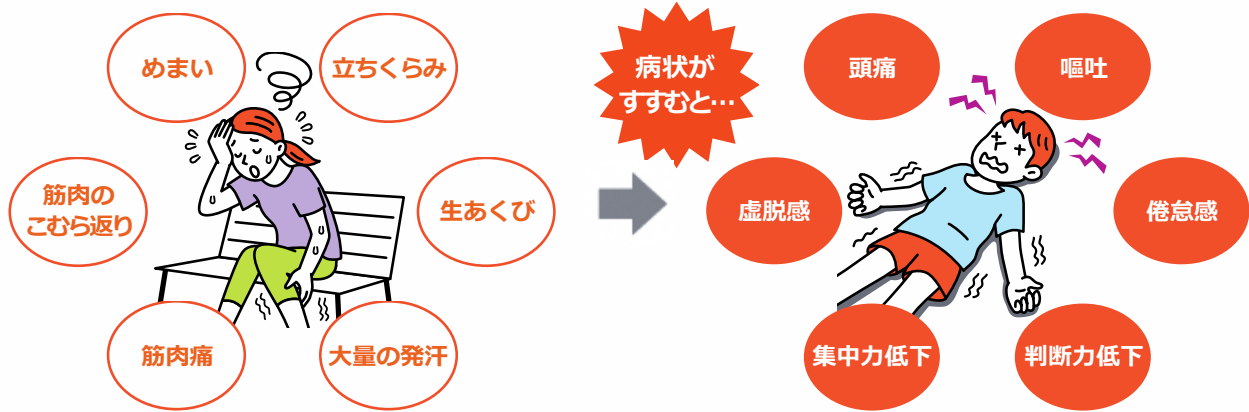 めまい
立ちくらみ
筋肉の
こむら返り
生あくび
筋肉痛
大量の発汗
病状が
すすむと…
頭痛
嘔吐
虚脱感
倦怠感
集中力低下
判断力低下